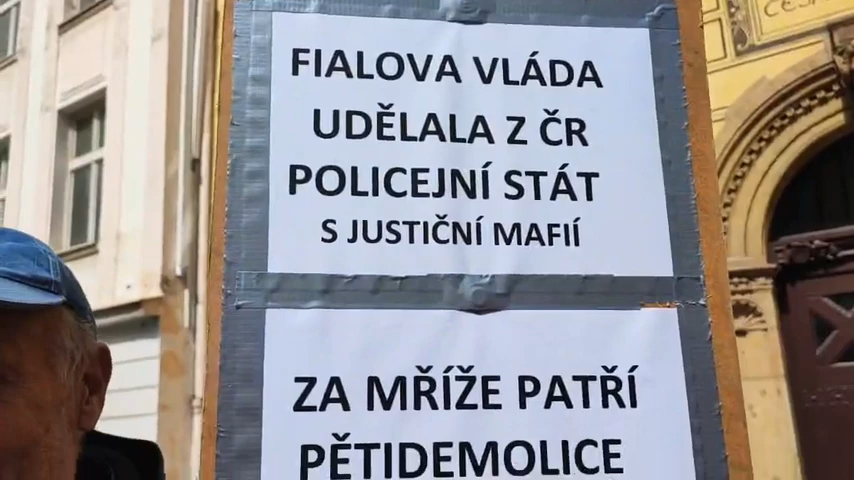 FIALOVA VLÁDA
UDĚLALA Z ČR
POLICEJNÍ STÁT
S JUSTIČNÍ MAFIÍ
ZA MŘÍŽE PATŘÍ
PĚTIDEMOLICE